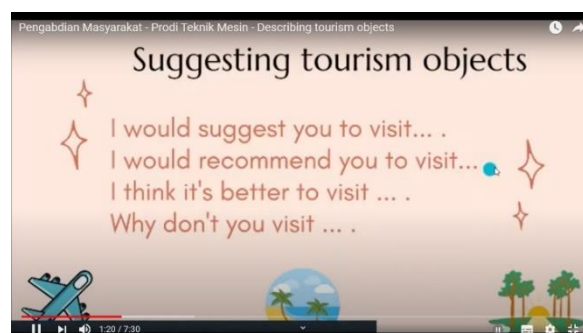 Pengabdian Masyarakat - Prodi Teknik Mesin - Describing tourism objects
Suggesting tourism objects
I would suggest you to visit... .
I would recommend you to visit...
I think it's better to visit ... .
Why don't you visit ... .
1:20 / 7:30